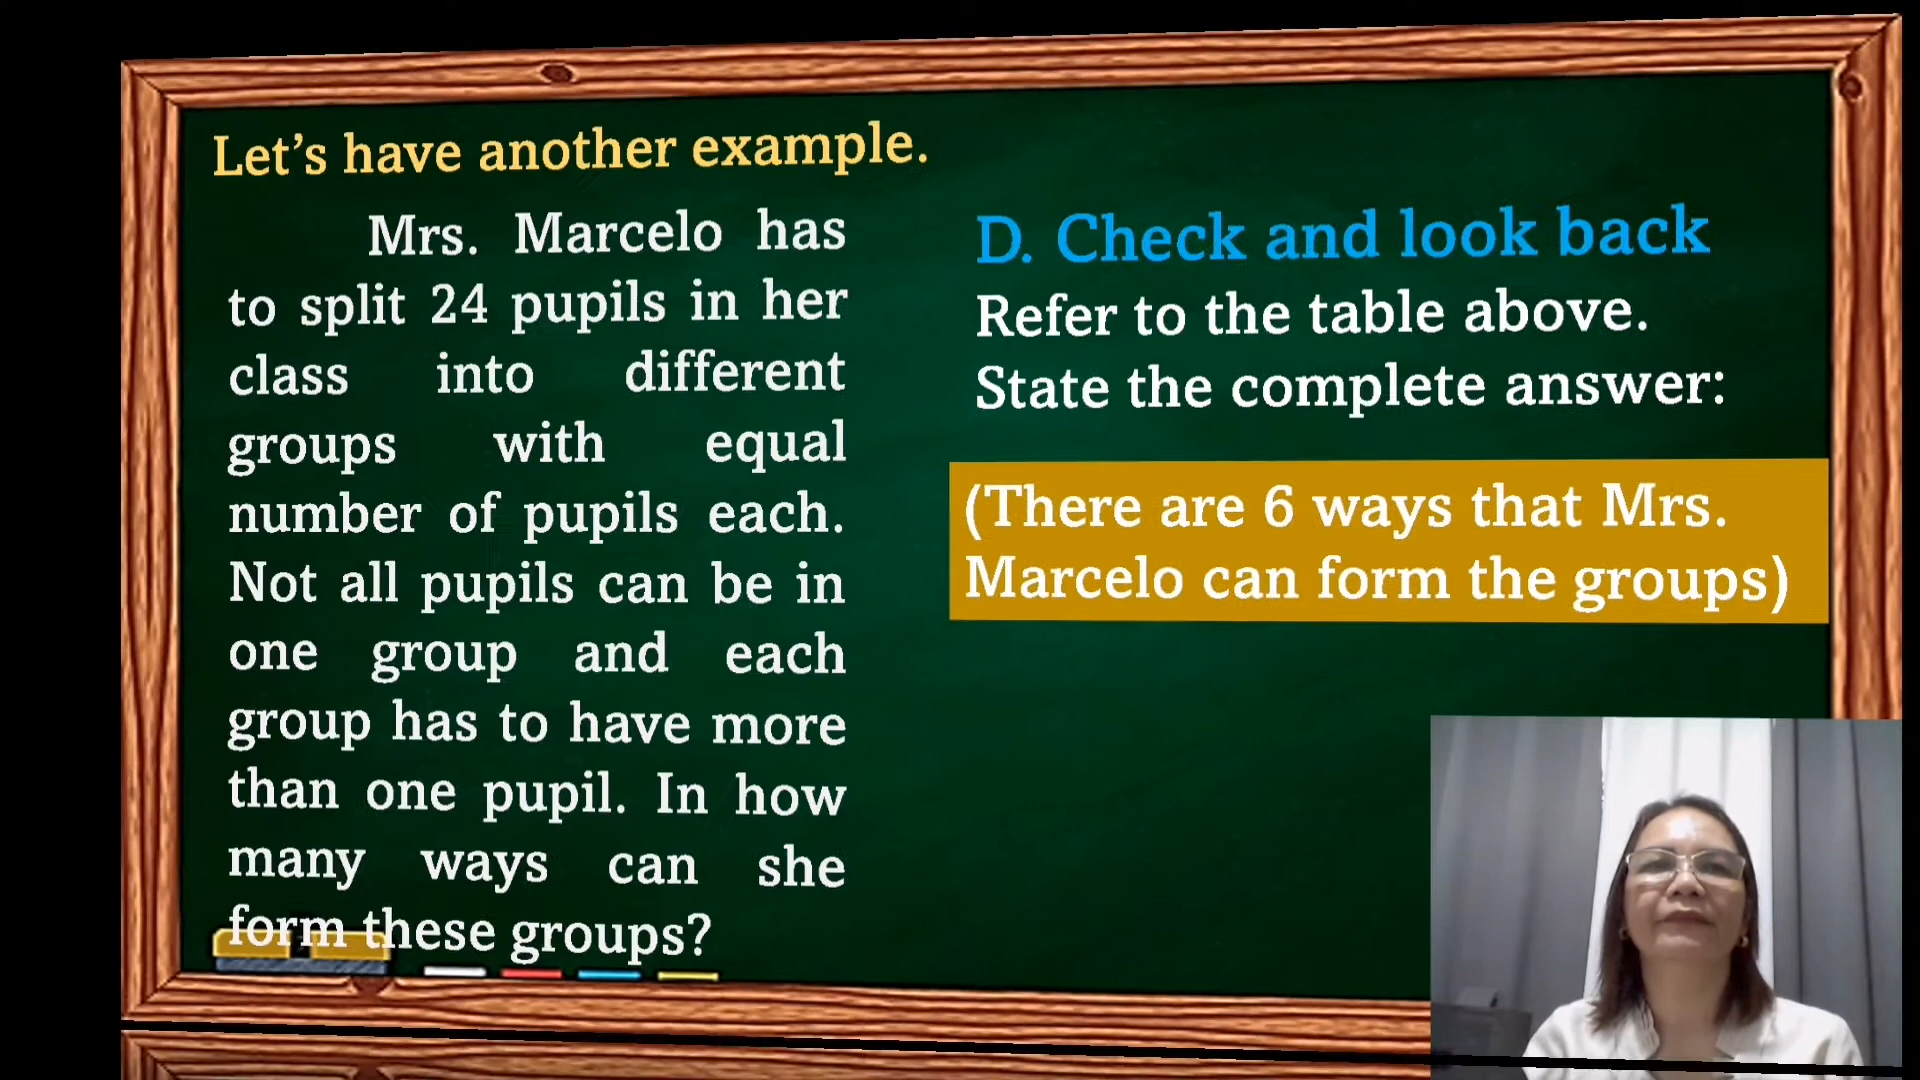 Let’s have another example.
Mrs. Marcelo has
to split 24 pupils in her
class into different
groups with equal
number of pupils each.
Not all pupils can be in
one group and each
group has to have more
than one pupil. In how
many ways can she
form these groups?
D. Check and look back
Refer to the table above.
State the complete answer:
(There are 6 ways that Mrs.
Marcelo can form the groups)